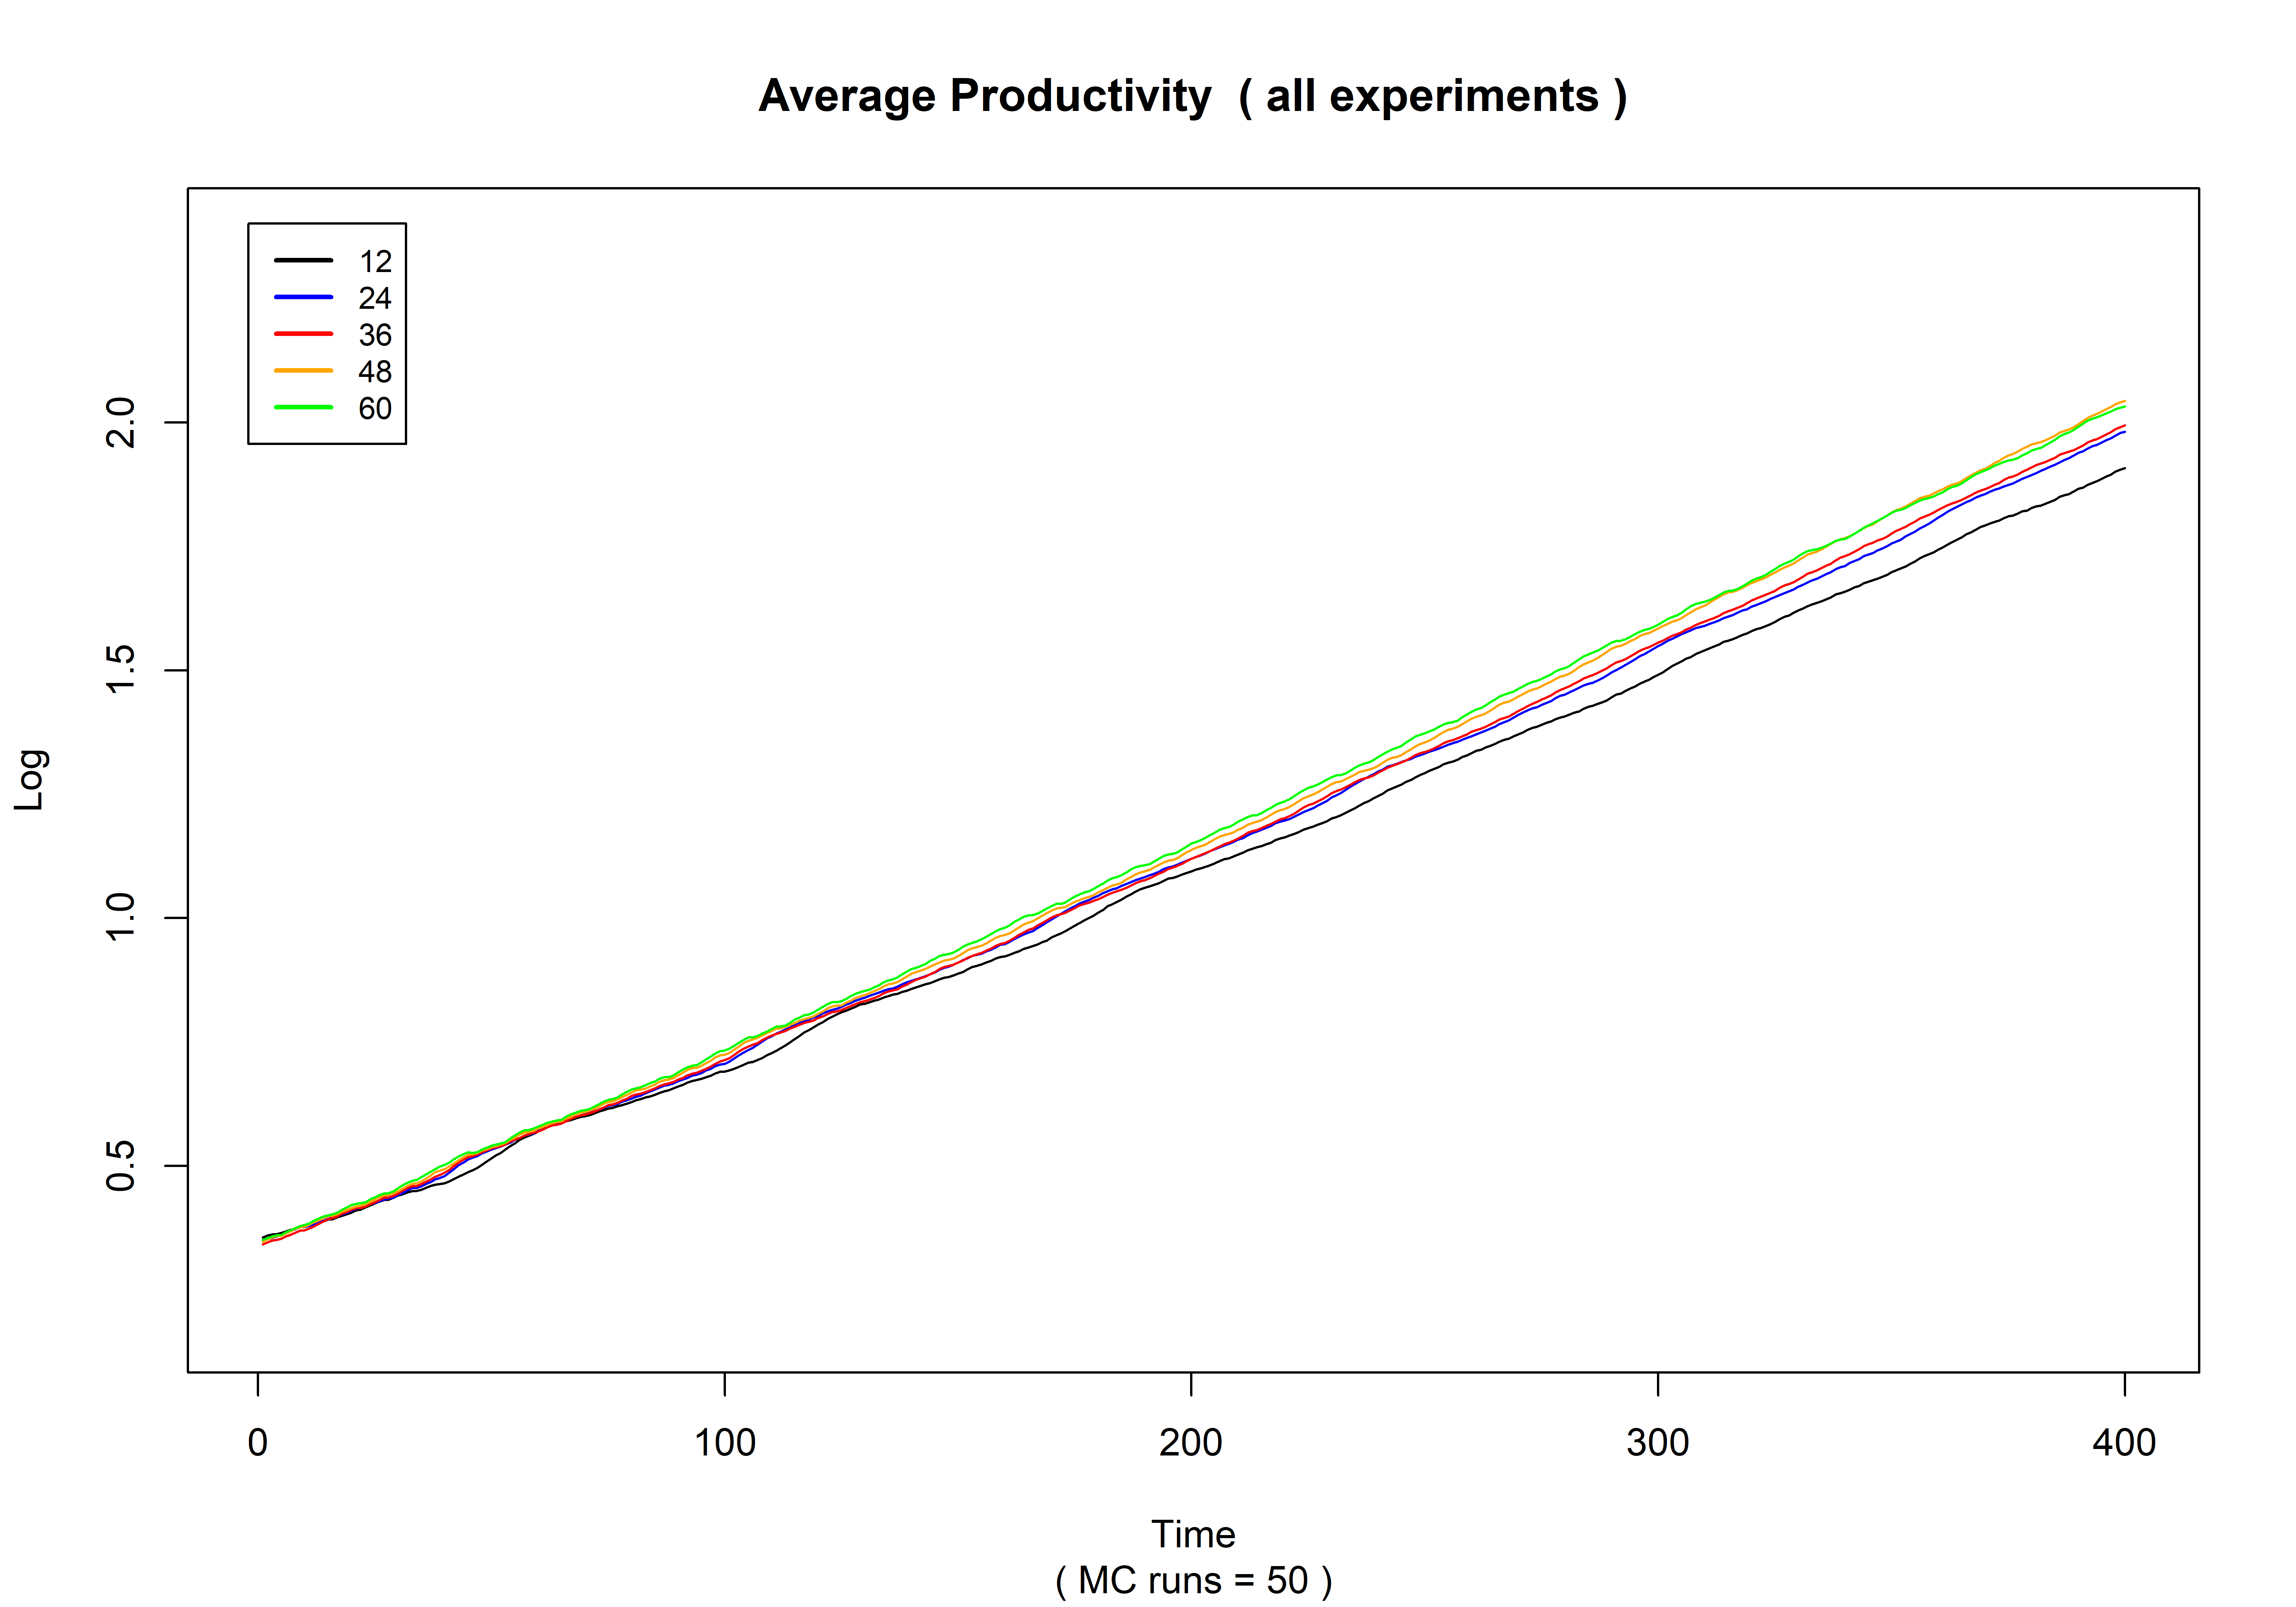 Average Productivity ( all experiments )
12
24
36
48
60
Log
2.0
1.5
1.0
0.5
0 100 200 300 400
Time
( MC runs = 50 )